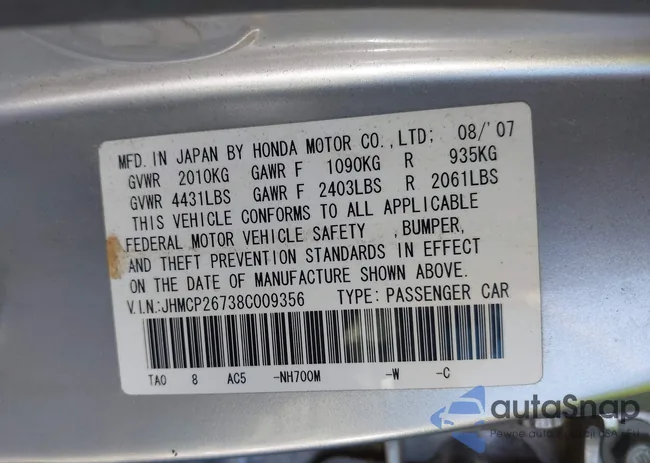 MFD. IN JAPAN BY HONDA MOTOR CO.,LTD; 08/'07
GVWR 2010KG GAWR F 1090KG R 935KG
GVWR 4431LBS GAWR F 2403LBS R 2061LBS
THIS VEHICLE CONFORMS TO ALL APPLICABLE
FEDERAL MOTOR VEHICLE SAFETY ,BUMPER,
AND THEFT PREVENTION STANDARDS IN EFFECT
ON THE DATE OF MANUFACTURE SHOWN ABOVE.
V.I.N:JHMCP26738C009356 TYPE: PASSENGER CAR
TA0 8 AC5 -NH700M -W -C
autoSnap